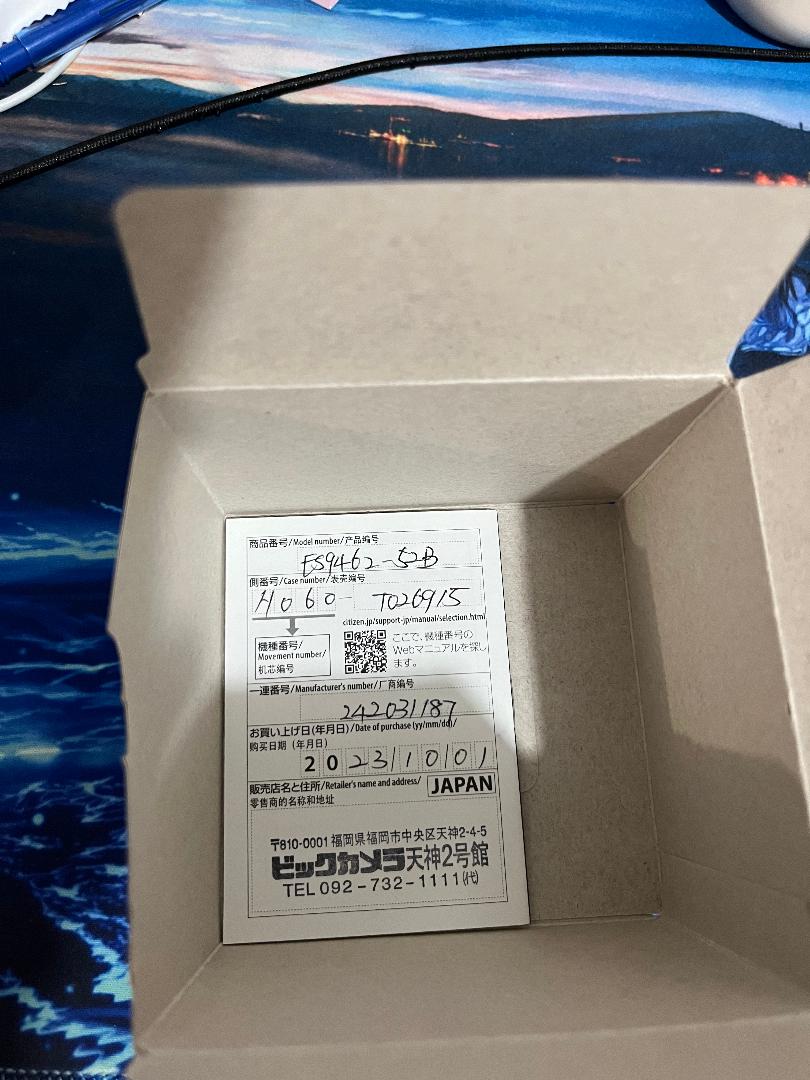 商品番号/Model number/产品编号
ES9462-52B
側番号/Case number/表壳编号
H060- T026915
citizen.jp/support-jp/manual/selection.html
機種番号/
Movement number/
机芯编号
ここで、機種番号の
Webマニュアルを探し
ます。
一連番号/Manufacturer's number/厂商编号
242031187
お買い上げ日(年月日)/Date of purchase (yy/mm/dd)/
购买日期（年月日）
2023/10/01
販売店名と住所/Retailer's name and address/
零售商的名称和地址
JAPAN
〒810-0001 福岡県福岡市中央区天神2-4-5
ビックカメラ天神2号館
TEL 092-732-1111㈹